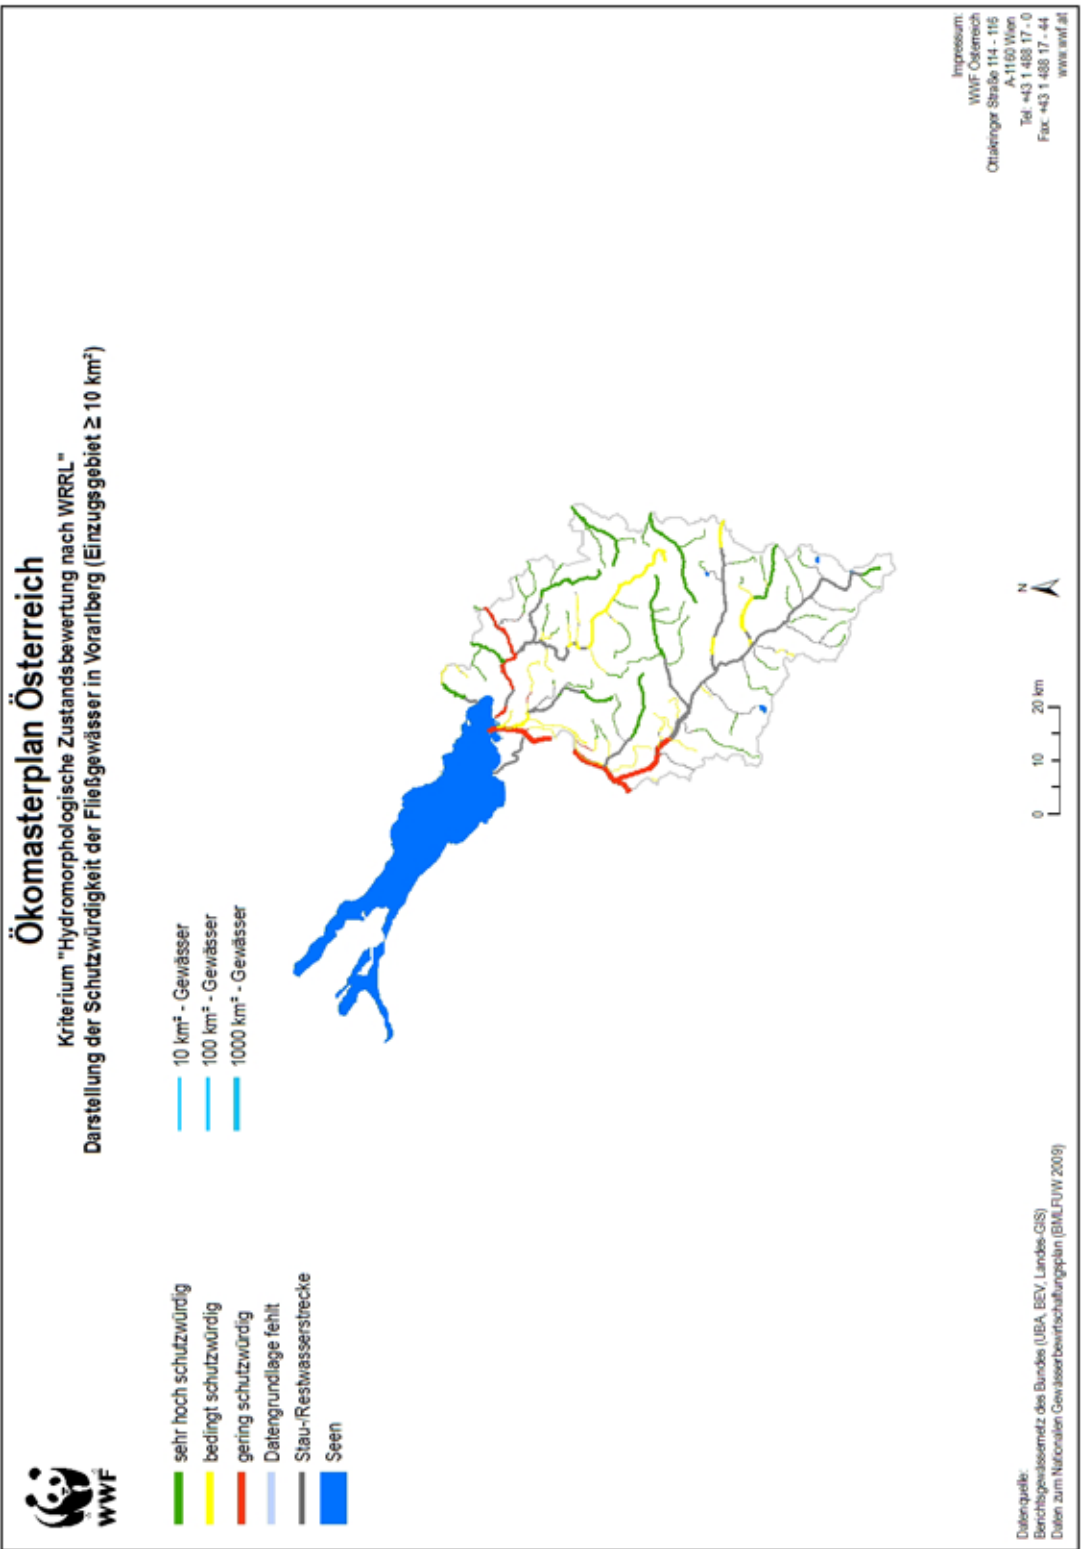 Ökomasterplan Österreich
Kriterium "Hydromorphologische Zustandsbewertung nach WRRL"
Darstellung der Schutzwürdigkeit der Fließgewässer in Vorarlberg (Einzugsgebiet ≥ 10 km²)
WWF
sehr hoch schutzwürdig
bedingt schutzwürdig
gering schutzwürdig
Datengrundlage fehlt
Stau-/Restwasserstrecke
Seen
10 km² - Gewässer
100 km² - Gewässer
1000 km² - Gewässer
N
0 10 20 km
Datenquelle:
Berichtsgewässernetz des Bundes (UBA, BEV, Landes-GIS)
Daten zum Nationalen Gewässerbewirtschaftungsplan (BMLFUW 2009)
Impressum:
WWF Österreich
Ottakringer Straße 114 - 116
A-1160 Wien
Tel: +43 1 488 17 - 0
Fax: +43 1 488 17 - 44
www.wwf.at